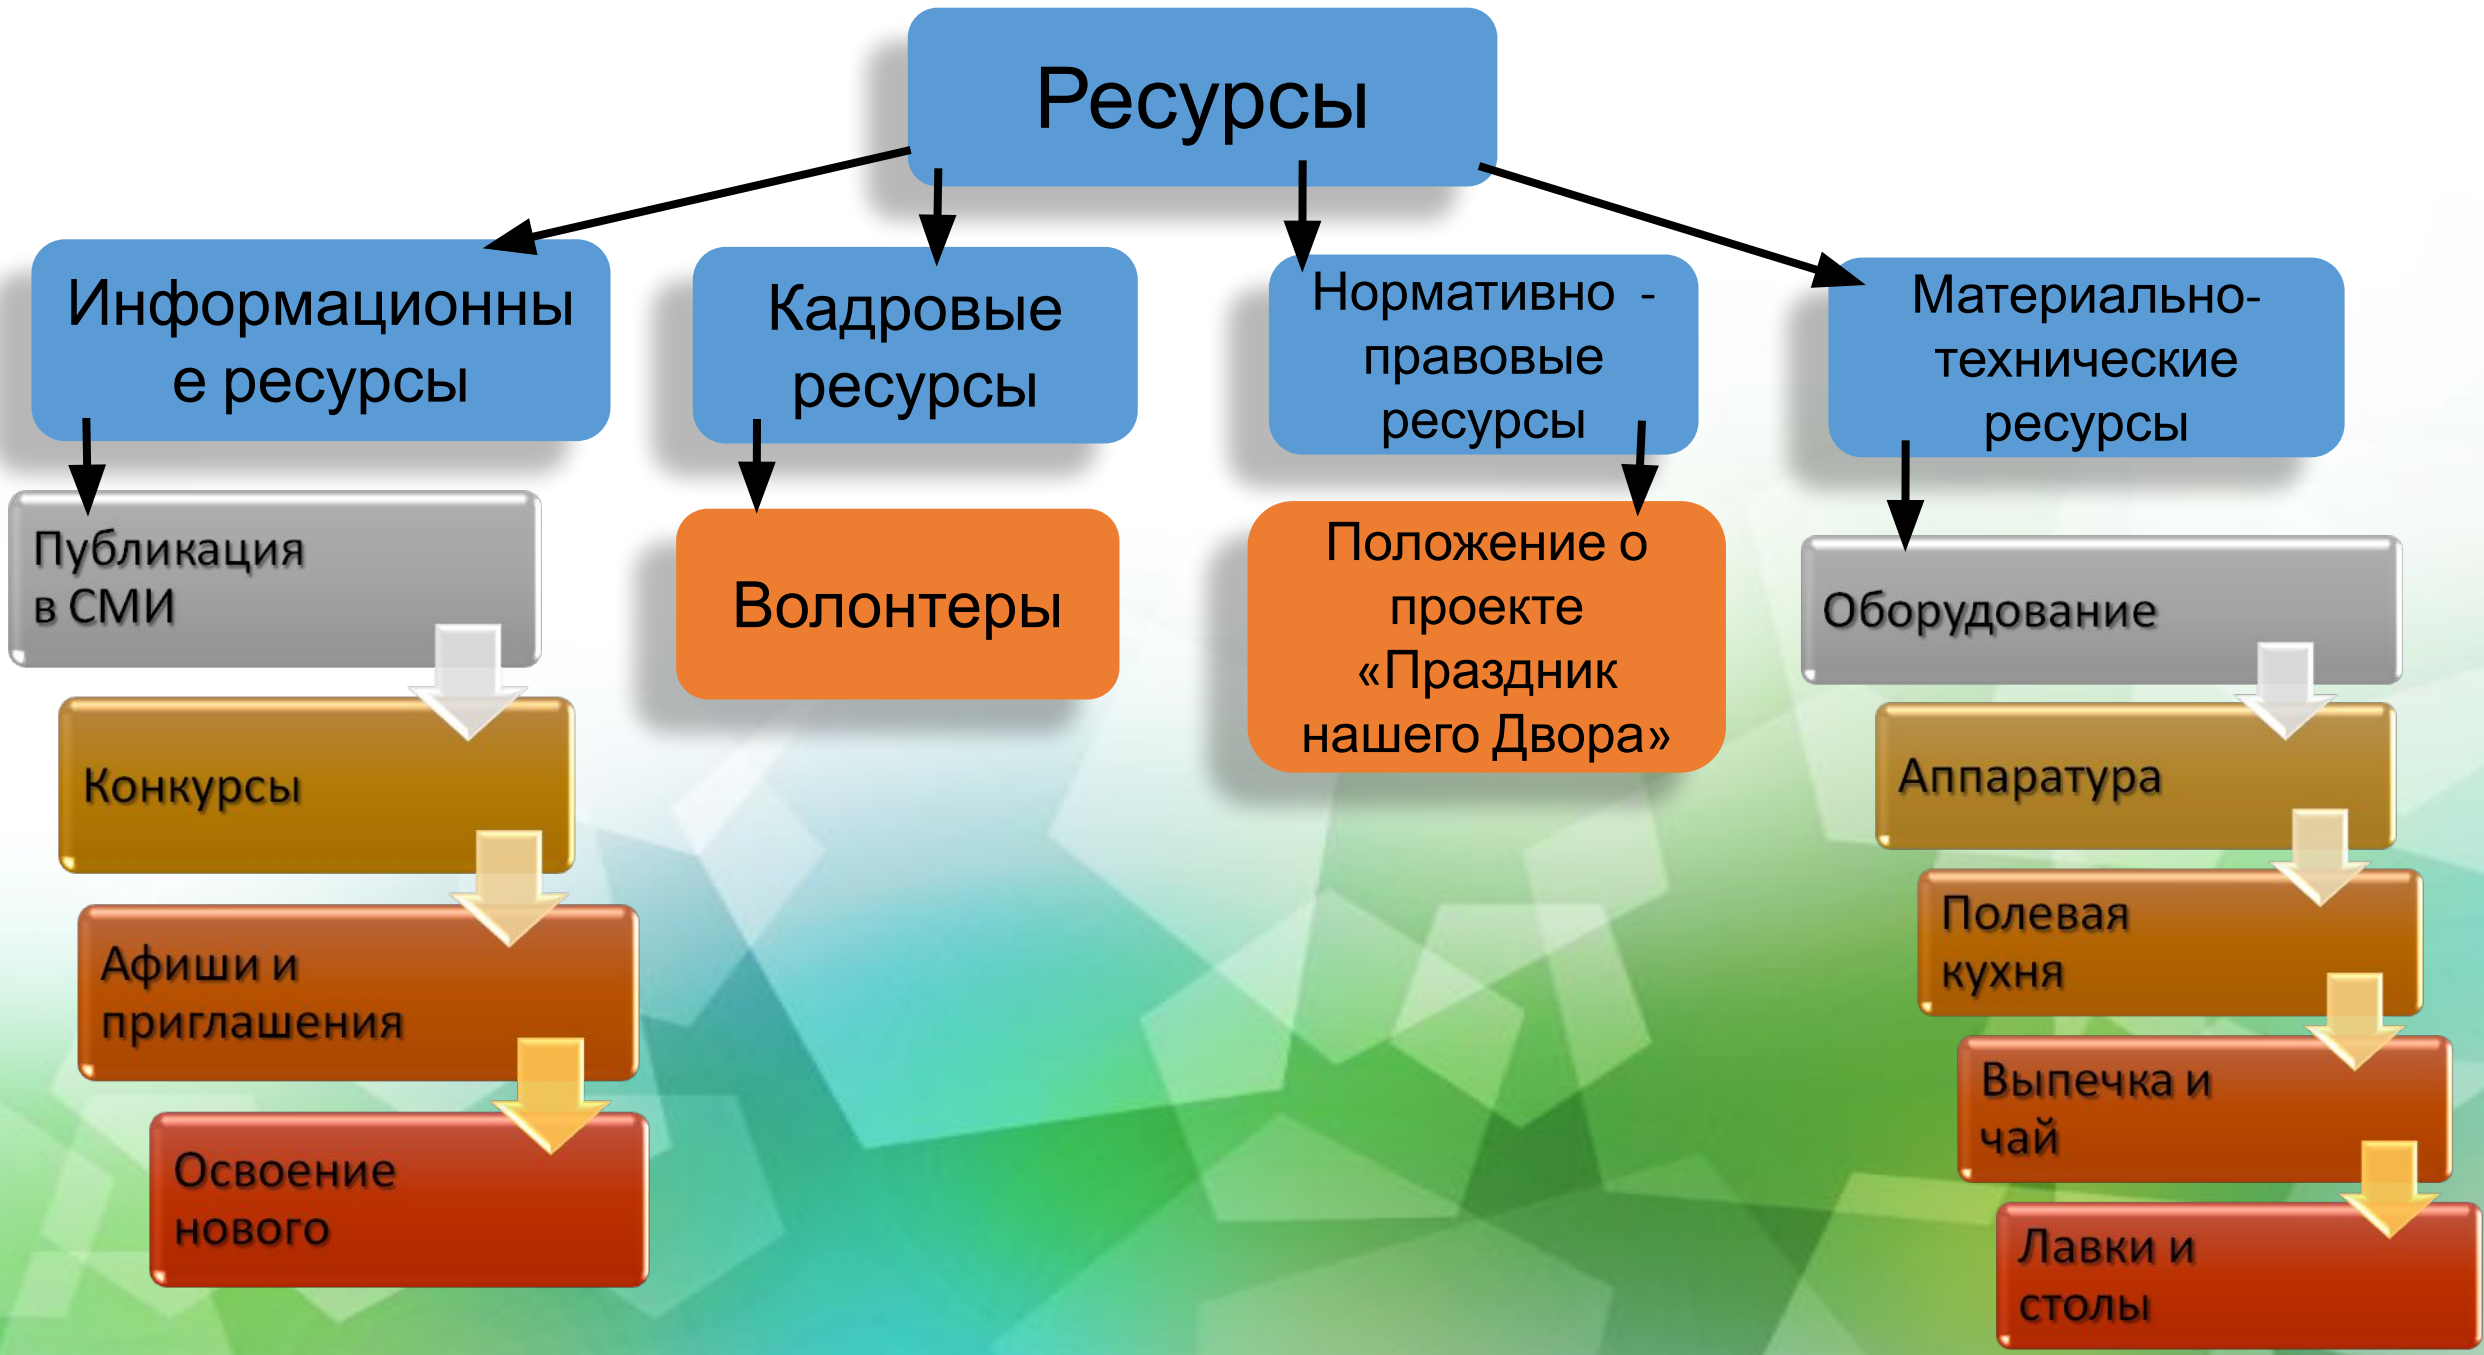 Ресурсы
Информационны
е ресурсы
Кадровые
ресурсы
Нормативно -
правовые
ресурсы
Материально-
технические
ресурсы
Публикация
в СМИ
Конкурсы
Афиши и
приглашения
Освоение
нового
Волонтеры
Положение о
проекте
«Праздник
нашего Двора»
Оборудование
Аппаратура
Полевая
кухня
Выпечка и
чай
Лавки и
столы